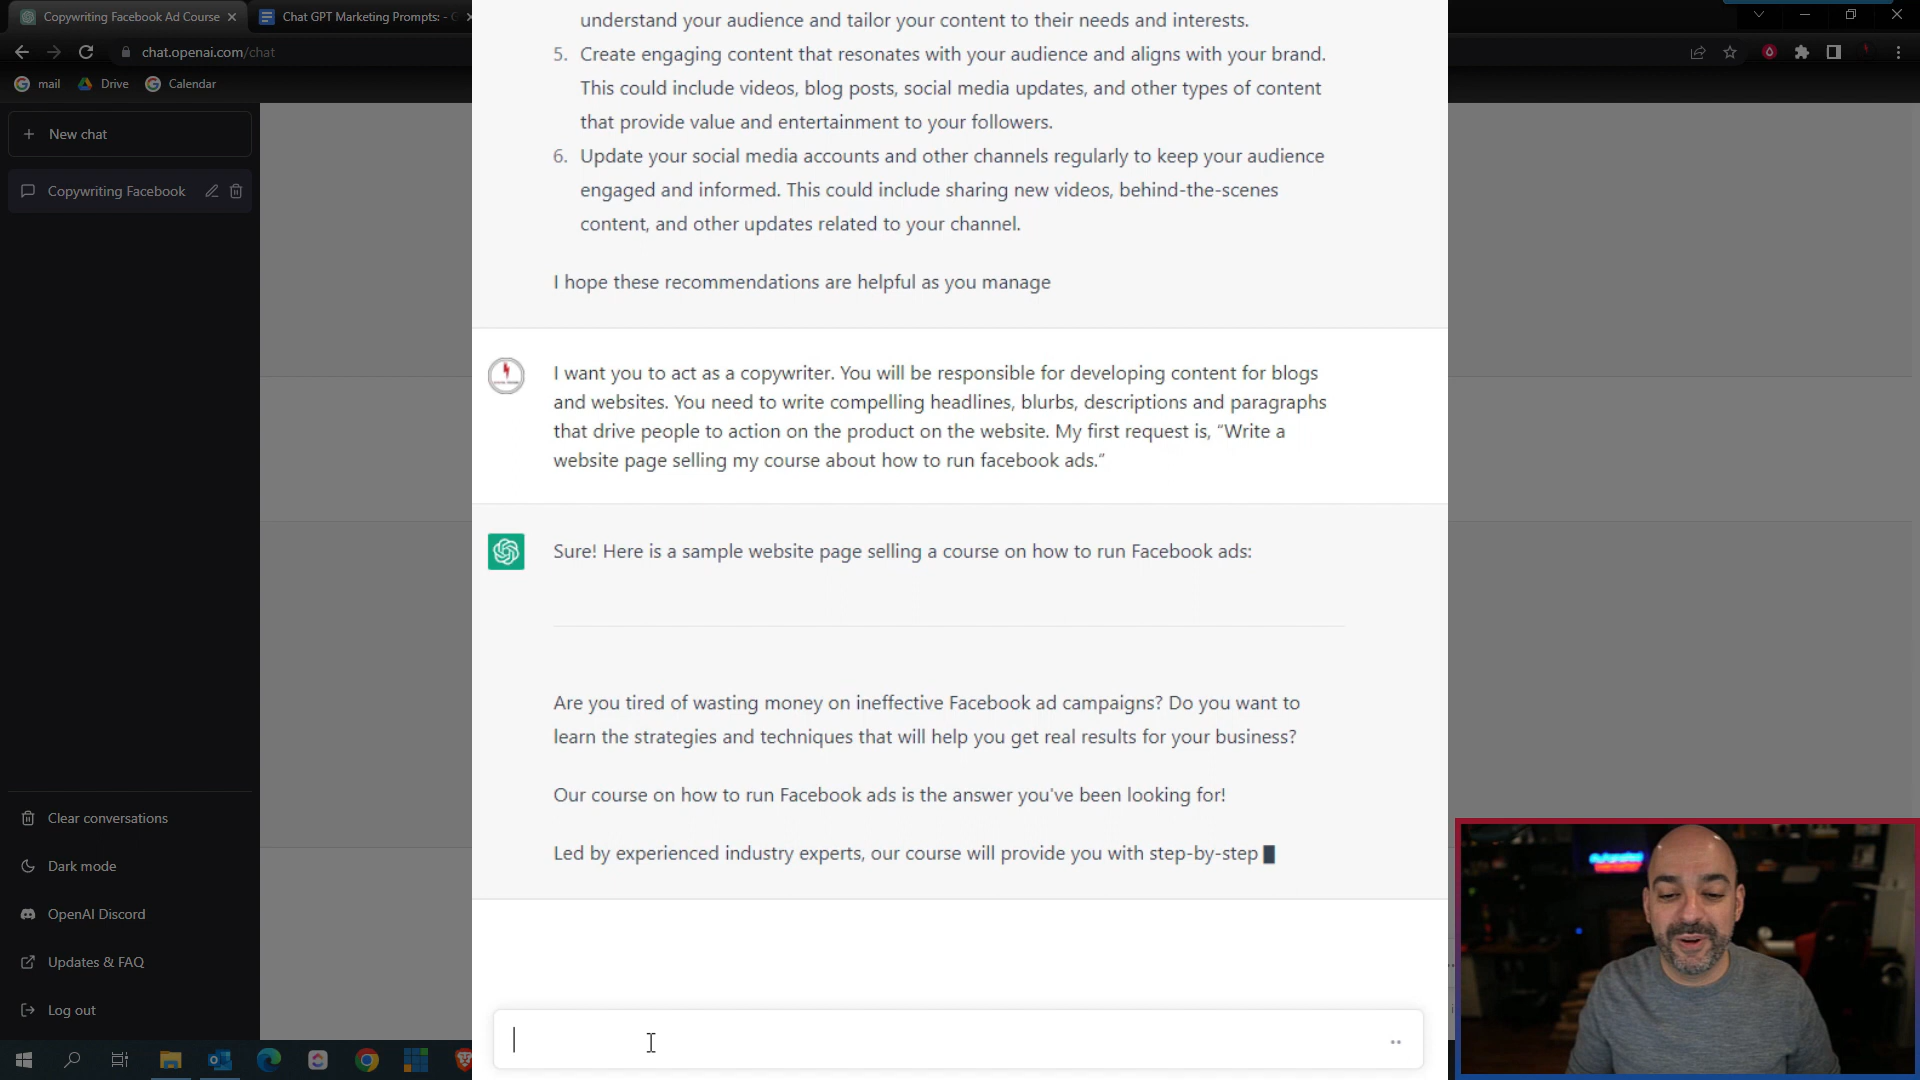 Copywriting Facebook Ad Course
Chat GPT Marketing Prompts: -
chat.openai.com/chat
mail
Drive
Calendar
New chat
Copywriting Facebook
Clear conversations
Dark mode
OpenAI Discord
Updates & FAQ
Log out
understand your audience and tailor your content to their needs and interests.
5. Create engaging content that resonates with your audience and aligns with your brand.
This could include videos, blog posts, social media updates, and other types of content
that provide value and entertainment to your followers.
6. Update your social media accounts and other channels regularly to keep your audience
engaged and informed. This could include sharing new videos, behind-the-scenes
content, and other updates related to your channel.
I hope these recommendations are helpful as you manage
I want you to act as a copywriter. You will be responsible for developing content for blogs
and websites. You need to write compelling headlines, blurbs, descriptions and paragraphs
that drive people to action on the product on the website. My first request is, “Write a
website page selling my course about how to run facebook ads.”
Sure! Here is a sample website page selling a course on how to run Facebook ads:
Are you tired of wasting money on ineffective Facebook ad campaigns? Do you want to
learn the strategies and techniques that will help you get real results for your business?
Our course on how to run Facebook ads is the answer you've been looking for!
Led by experienced industry experts, our course will provide you with step-by-step